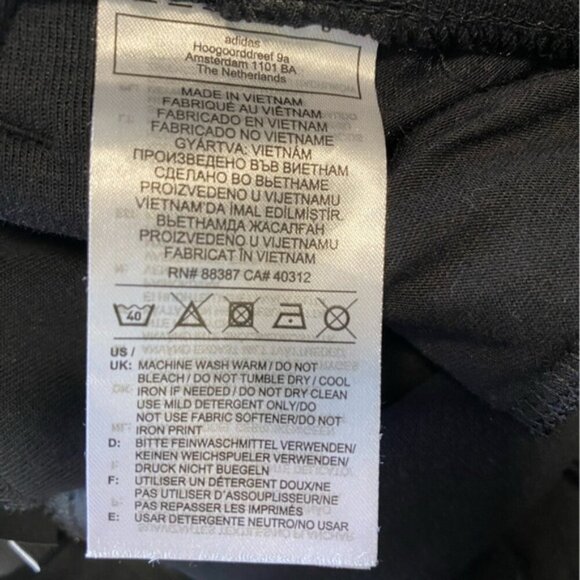 adidas
Hoogoorddreef 9a
Amsterdam 1101 BA
The Netherlands
MADE IN VIETNAM
FABRIQUÉ AU VIÊTNAM
FABRICADO EN VIETNAM
FABRICADO NO VIETNAME
GYÁRTVA: VIETNÁM
ПРОИЗВЕДЕНО ВЪВ ВИЕТНАМ
СДЕЛАНО ВО ВЬЕТНАМЕ
PROIZVEDENO U VIJETNAMU
VIETNAM'DA İMAL EDİLMİŞTİR.
ВЬЕТНАМДА ЖАСАЛҒАН
PROIZVEDENO U VIJETNAMU
FABRICAT ÎN VIETNAM
RN# 88387 CA# 40312
40
US /
UK: MACHINE WASH WARM / DO NOT
BLEACH / DO NOT TUMBLE DRY / COOL
IRON IF NEEDED / DO NOT DRY CLEAN
USE MILD DETERGENT ONLY/DO
NOT USE FABRIC SOFTENER/DO NOT
IRON PRINT
D: BITTE FEINWASCHMITTEL VERWENDEN/
KEINEN WEICHSPUELER VERWENDEN/
DRUCK NICHT BUEGELN
F: UTILISER UN DÉTERGENT DOUX/NE
PAS UTILISER D'ASSOUPLISSEUR/NE
PAS REPASSER LES IMPRIMÉS
E: USAR DETERGENTE NEUTRO/NO USAR